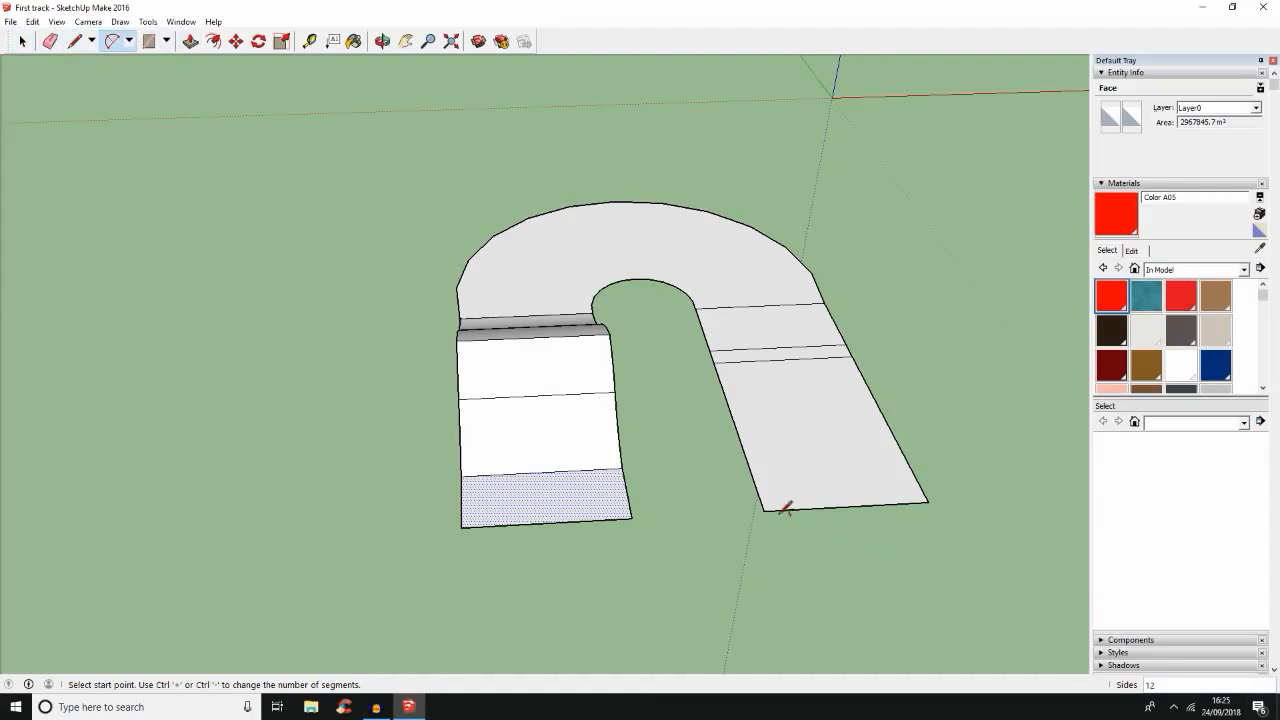 First track - SketchUp Make 2016
File Edit View Camera Draw Tools Window Help
Default Tray
Entity Info
Face
Layer: Layer0
Area: 2967845.7 m²
Materials
Color A05
Select Edit
In Model
Select
Components
Styles
Shadows
Select start point. Use Ctrl '+' or Ctrl '-' to change the number of segments.
Sides 12
Type here to search
16:25
24/09/2018
6